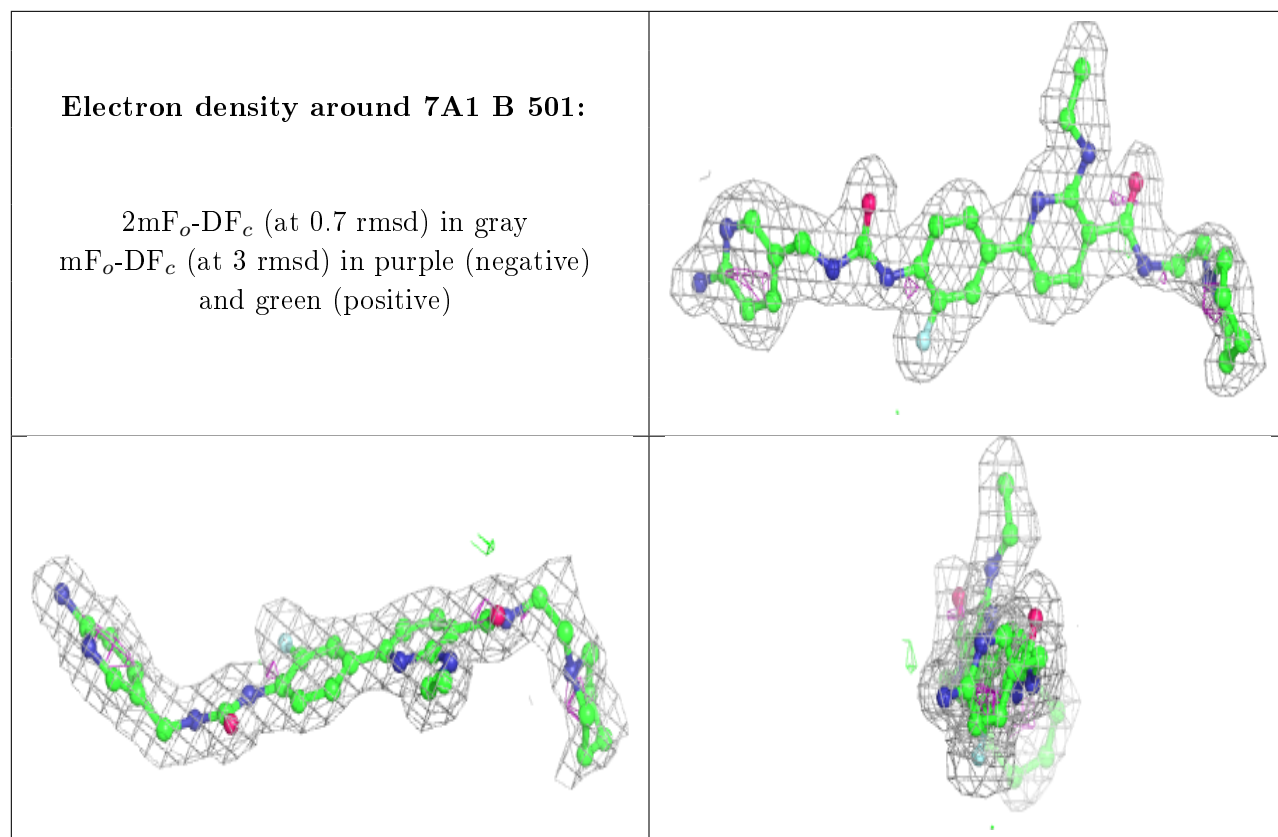 Electron density around 7A1 B 501:
2mFₒ-DF𝒸 (at 0.7 rmsd) in gray
mFₒ-DF𝒸 (at 3 rmsd) in purple (negative)
and green (positive)